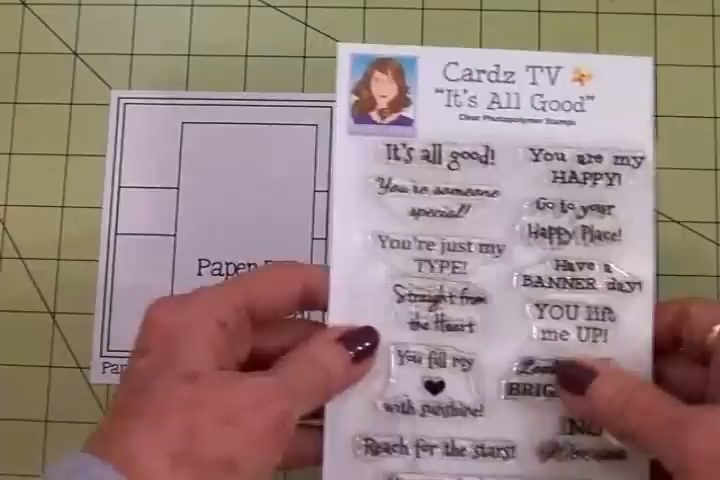 Cardz TV
"It's All Good"
Clear Photopolymer Stamps
It's all good!
You're someone
special!
You're just my
TYPE!
Straight from
the Heart
You fill my
with sunshine!
Reach for the stars!
You are my
HAPPY!
Go to your
Happy Place!
Have a
BANNER day!
YOU lift
me UP!
BRIG
Paper